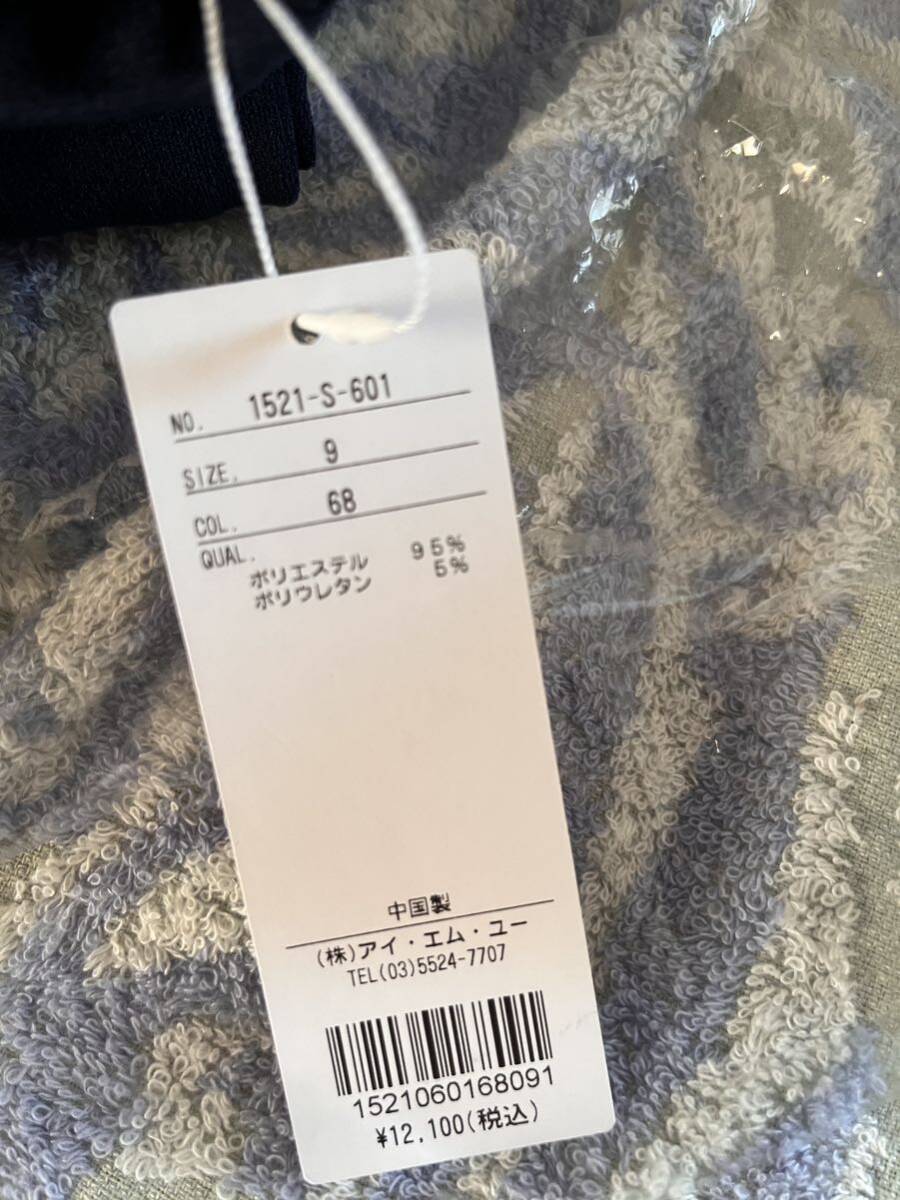 NO. 1521-S-601
SIZE. 9
COL. 68
QUAL.
ポリエステル 95%
ポリウレタン 5%
中国製
(株)アイ・エム・ユー
TEL(03)5524-7707
1521060168091
¥12,100(税込)